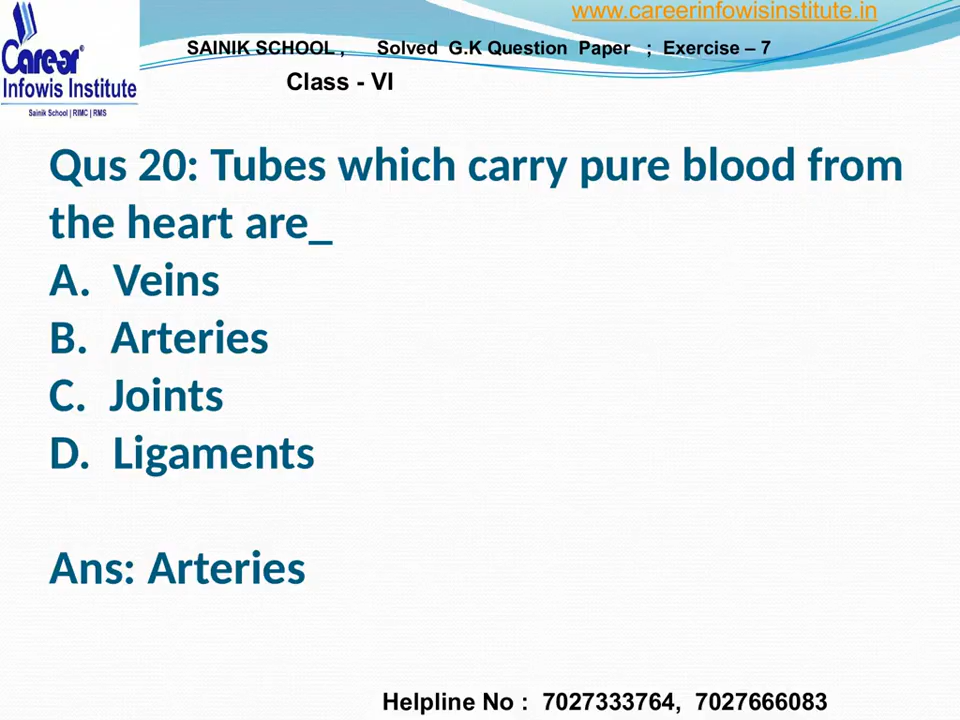 www.careerinfowisinstitute.in
SAINIK SCHOOL , Solved G.K Question Paper ; Exercise – 7
Class - VI
Career®
Infowis Institute
Sainik School | RIMC | RMS
Qus 20: Tubes which carry pure blood from
the heart are_
A. Veins
B. Arteries
C. Joints
D. Ligaments
Ans: Arteries
Helpline No : 7027333764, 7027666083